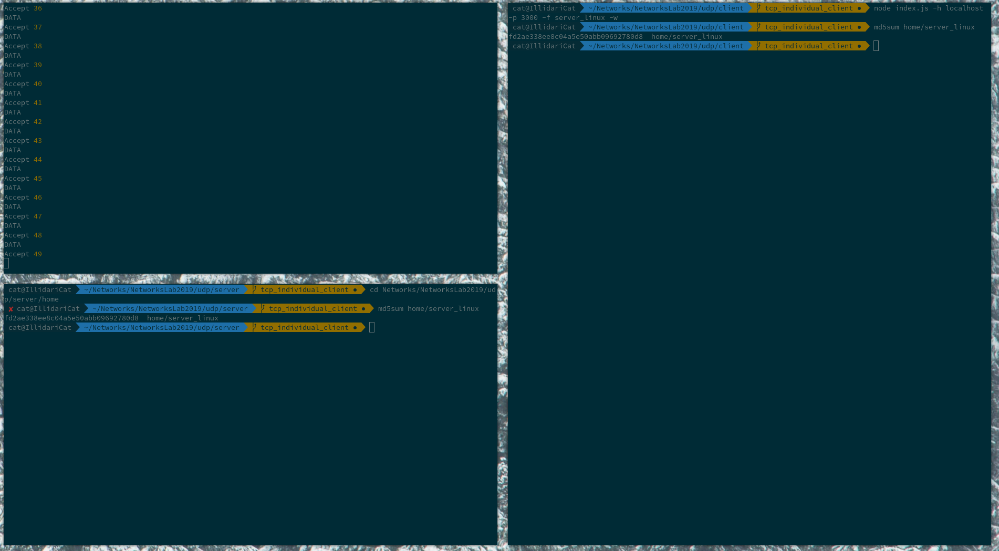 Accept 36
DATA
Accept 37
DATA
Accept 38
DATA
Accept 39
DATA
Accept 40
DATA
Accept 41
DATA
Accept 42
DATA
Accept 43
DATA
Accept 44
DATA
Accept 45
DATA
Accept 46
DATA
Accept 47
DATA
Accept 48
DATA
Accept 49
cat@IllidariCat ~/Networks/NetworksLab2019/udp/server tcp_individual_client ● cd Networks/NetworksLab2019/ud
p/server/home
✘ cat@IllidariCat ~/Networks/NetworksLab2019/udp/server tcp_individual_client ● md5sum home/server_linux
fd2ae338ee8c04a5e50abb09692780d8  home/server_linux
cat@IllidariCat ~/Networks/NetworksLab2019/udp/server tcp_individual_client ●
cat@IllidariCat ~/Networks/NetworksLab2019/udp/client tcp_individual_client ● node index.js -h localhost
-p 3000 -f server_linux -w
cat@IllidariCat ~/Networks/NetworksLab2019/udp/client tcp_individual_client ● md5sum home/server_linux
fd2ae338ee8c04a5e50abb09692780d8  home/server_linux
cat@IllidariCat ~/Networks/NetworksLab2019/udp/client tcp_individual_client ●